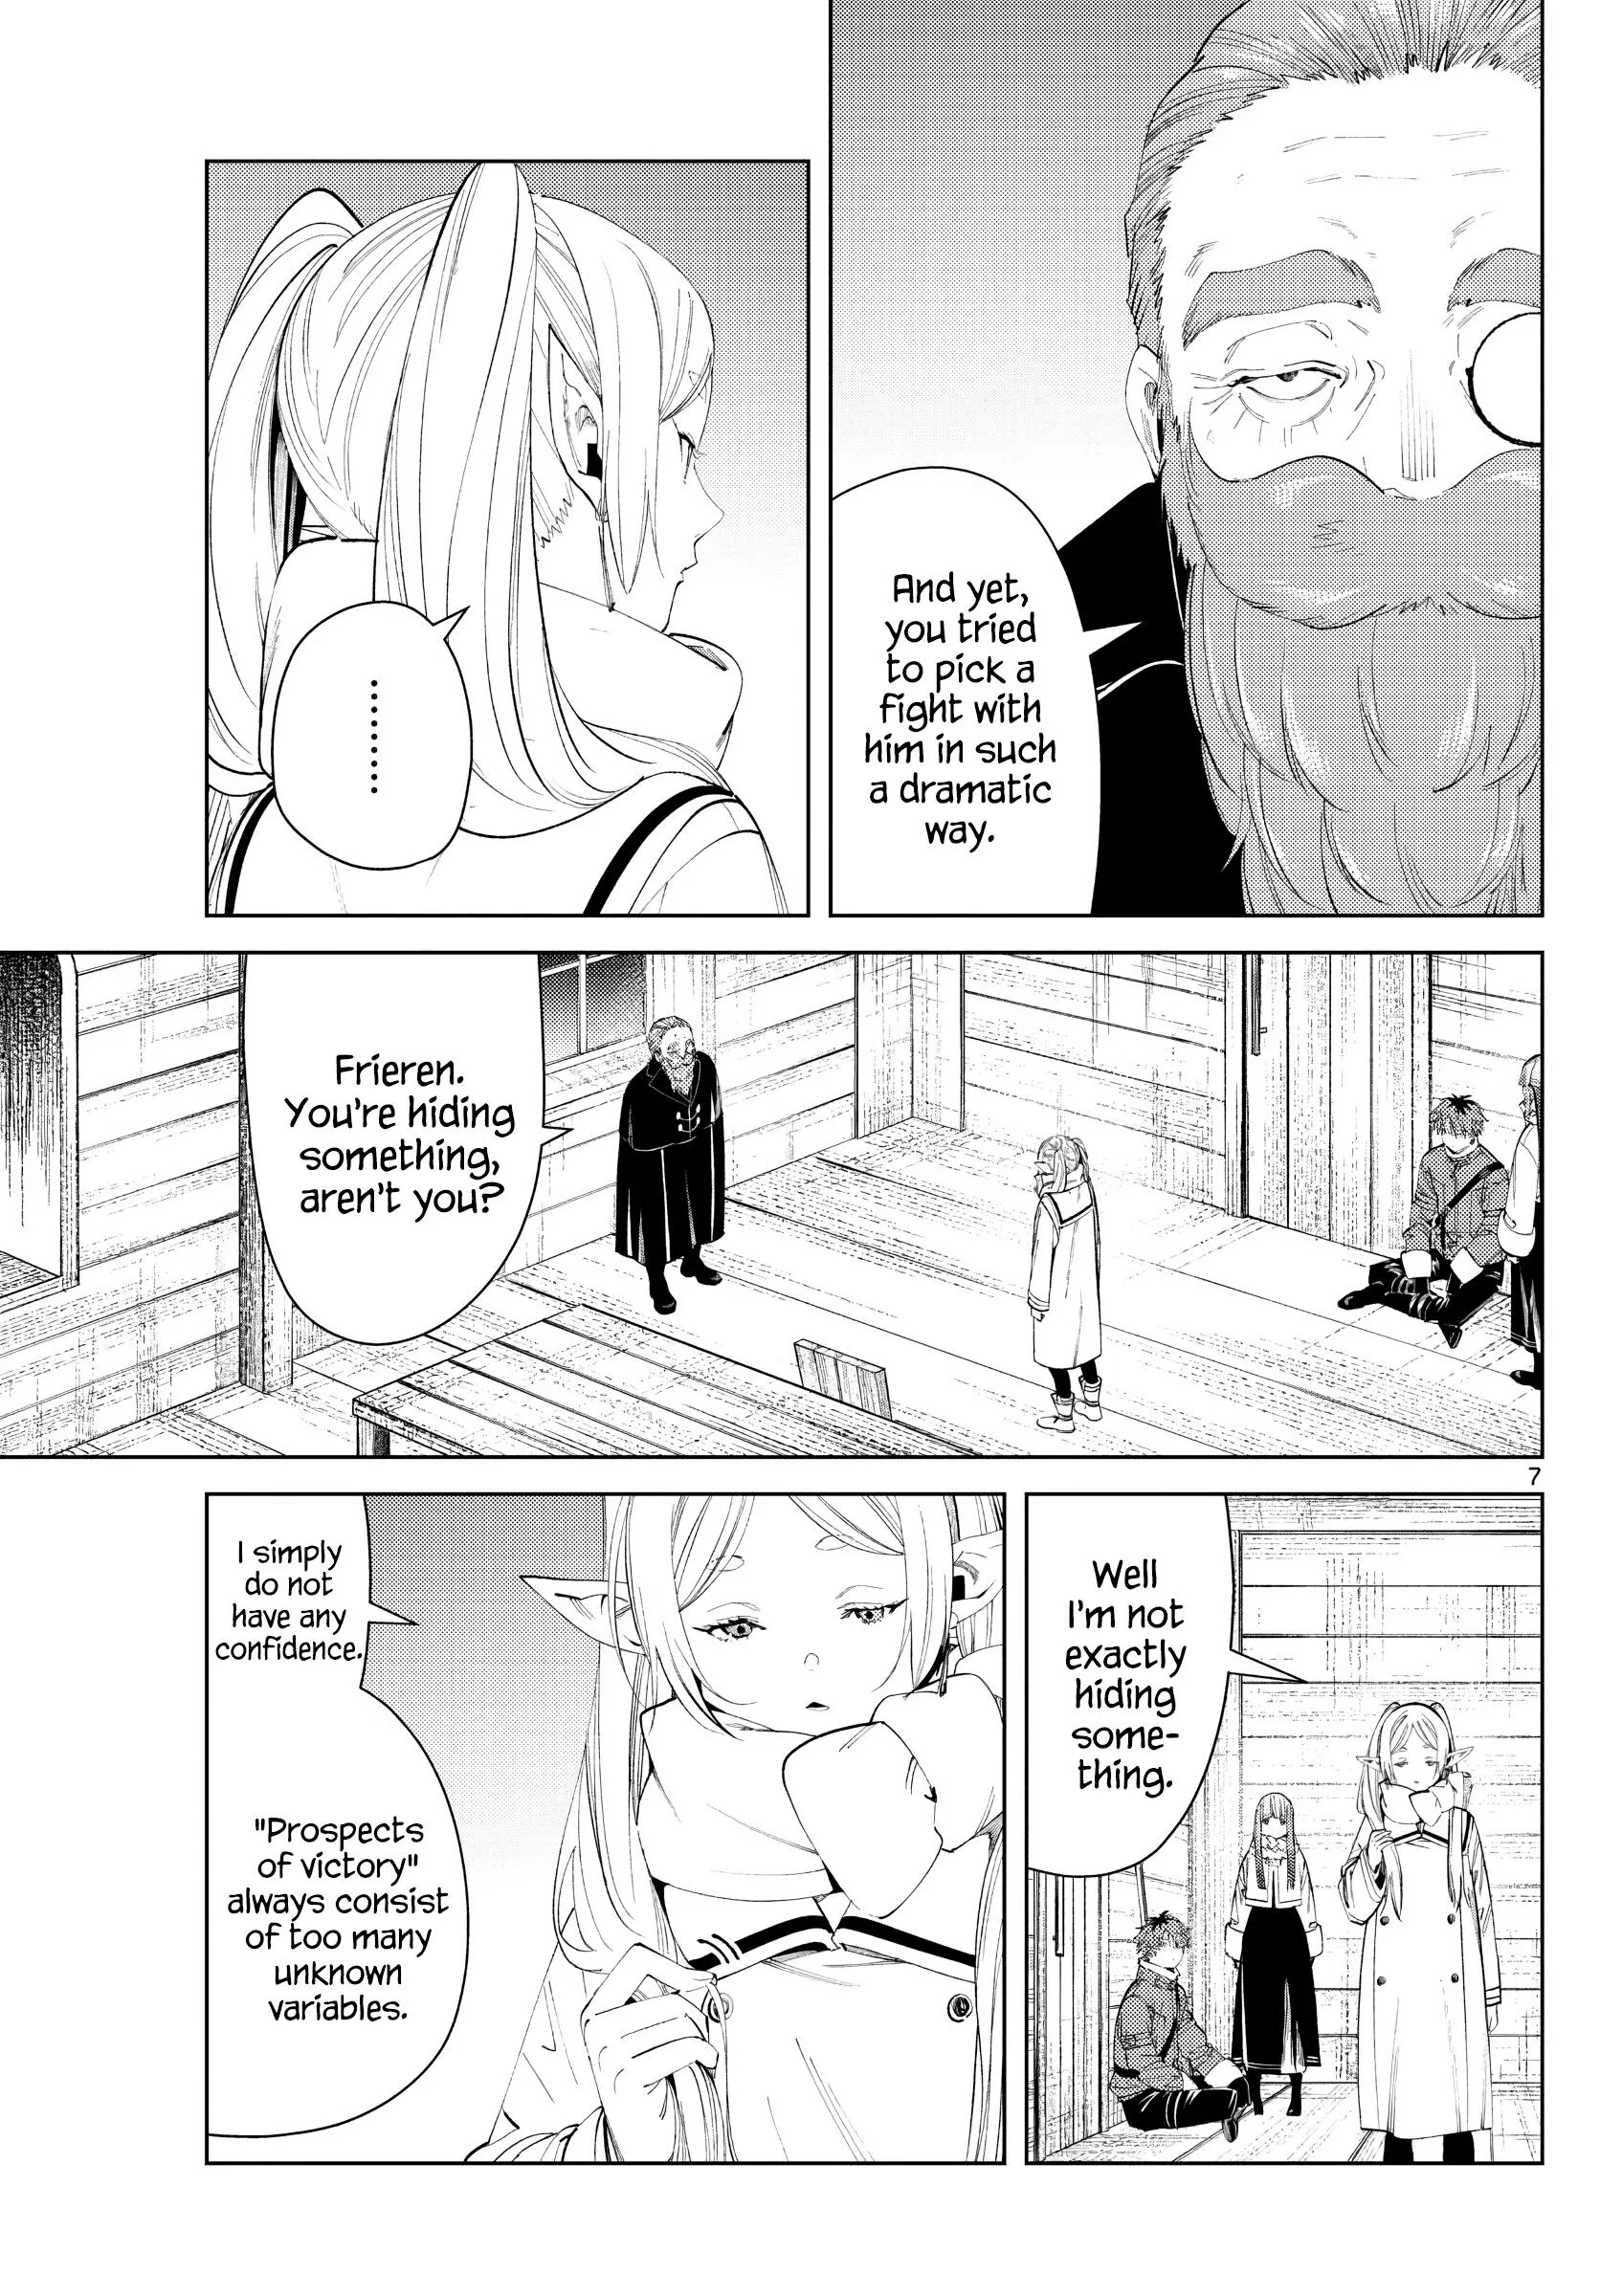 And yet,
you tried
to pick a
fight with
him in such
a dramatic
way.
.........
Frieren.
You're hiding
something,
aren't you?
7
Well
I'm not
exactly
hiding
some-
thing.
I simply
do not
have any
confidence.
"Prospects
of victory"
always consist
of too many
unknown
variables.